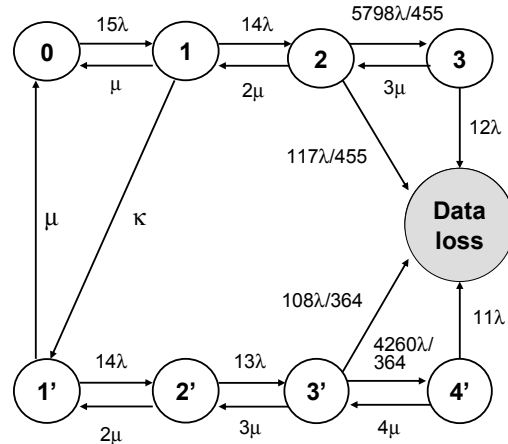 5798λ/455
15λ
14λ
0
1
2
3
μ
2μ
3μ
12λ
117λ/455
Data
loss
μ
κ
108λ/364
11λ
4260λ/
364
14λ
13λ
1'
2'
3'
4'
2μ
3μ
4μ